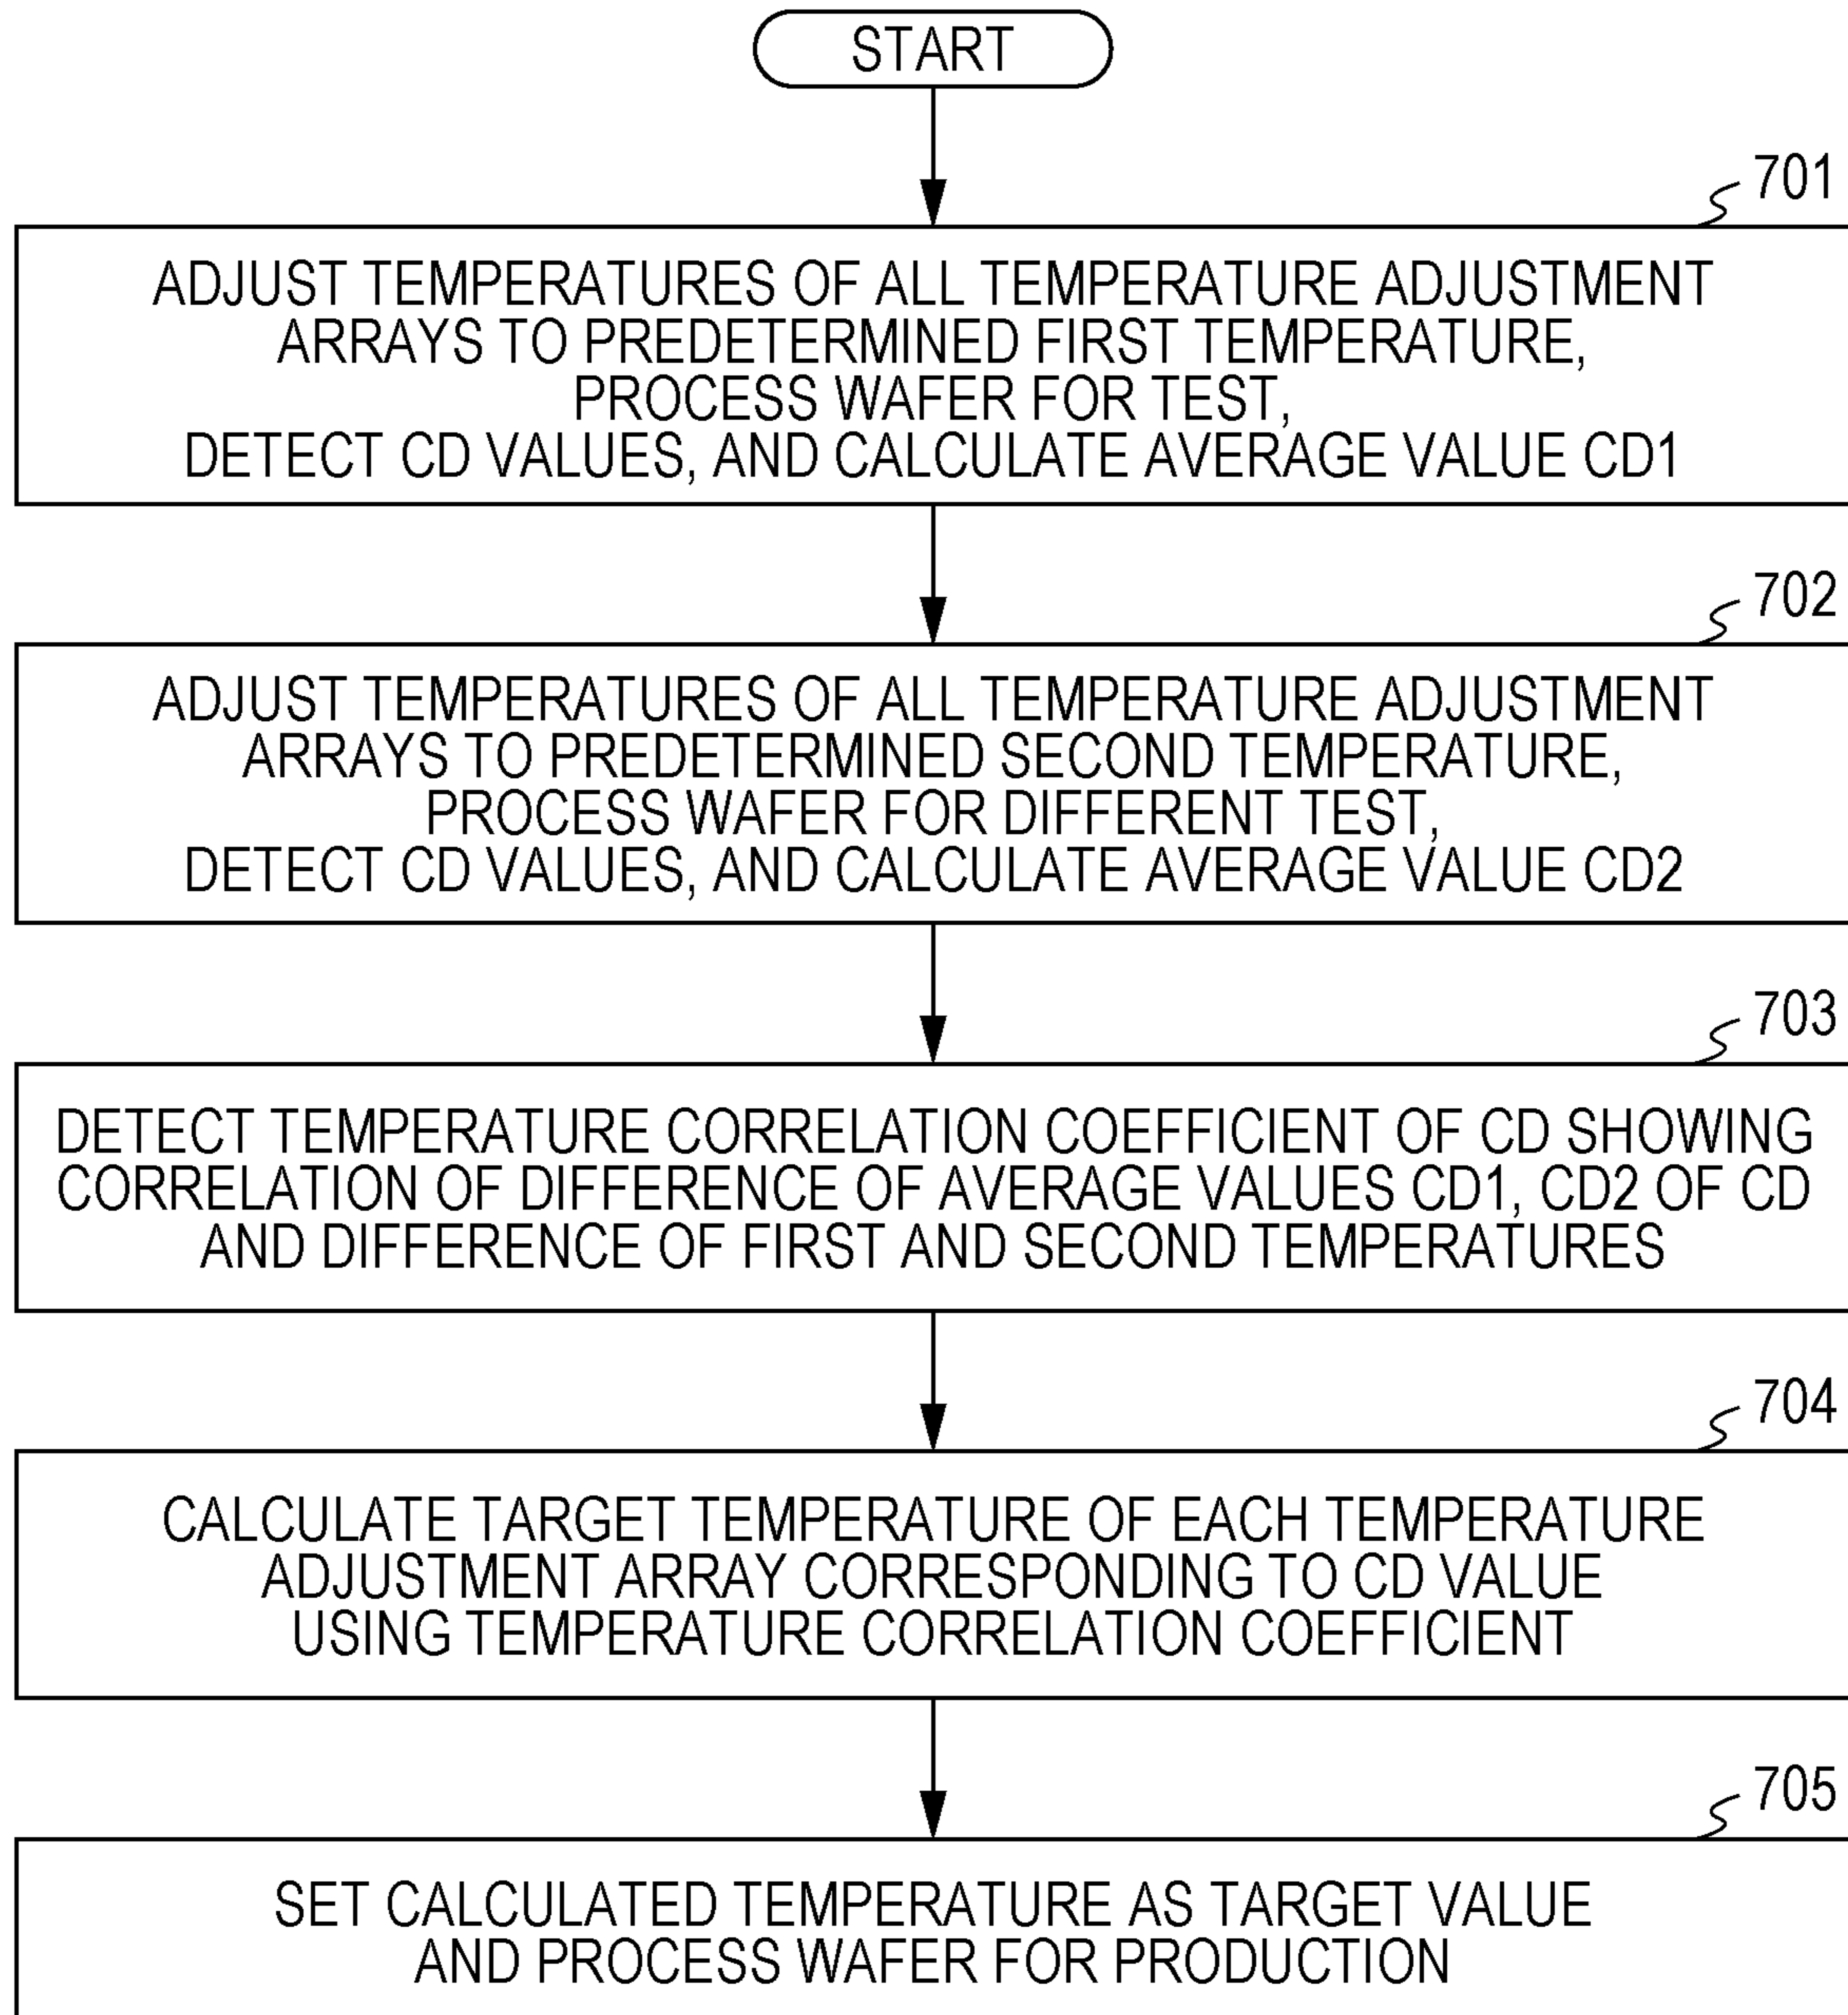 START
701
ADJUST TEMPERATURES OF ALL TEMPERATURE ADJUSTMENT
ARRAYS TO PREDETERMINED FIRST TEMPERATURE,
PROCESS WAFER FOR TEST,
DETECT CD VALUES, AND CALCULATE AVERAGE VALUE CD1
702
ADJUST TEMPERATURES OF ALL TEMPERATURE ADJUSTMENT
ARRAYS TO PREDETERMINED SECOND TEMPERATURE,
PROCESS WAFER FOR DIFFERENT TEST,
DETECT CD VALUES, AND CALCULATE AVERAGE VALUE CD2
703
DETECT TEMPERATURE CORRELATION COEFFICIENT OF CD SHOWING
CORRELATION OF DIFFERENCE OF AVERAGE VALUES CD1, CD2 OF CD
AND DIFFERENCE OF FIRST AND SECOND TEMPERATURES
704
CALCULATE TARGET TEMPERATURE OF EACH TEMPERATURE
ADJUSTMENT ARRAY CORRESPONDING TO CD VALUE
USING TEMPERATURE CORRELATION COEFFICIENT
705
SET CALCULATED TEMPERATURE AS TARGET VALUE
AND PROCESS WAFER FOR PRODUCTION